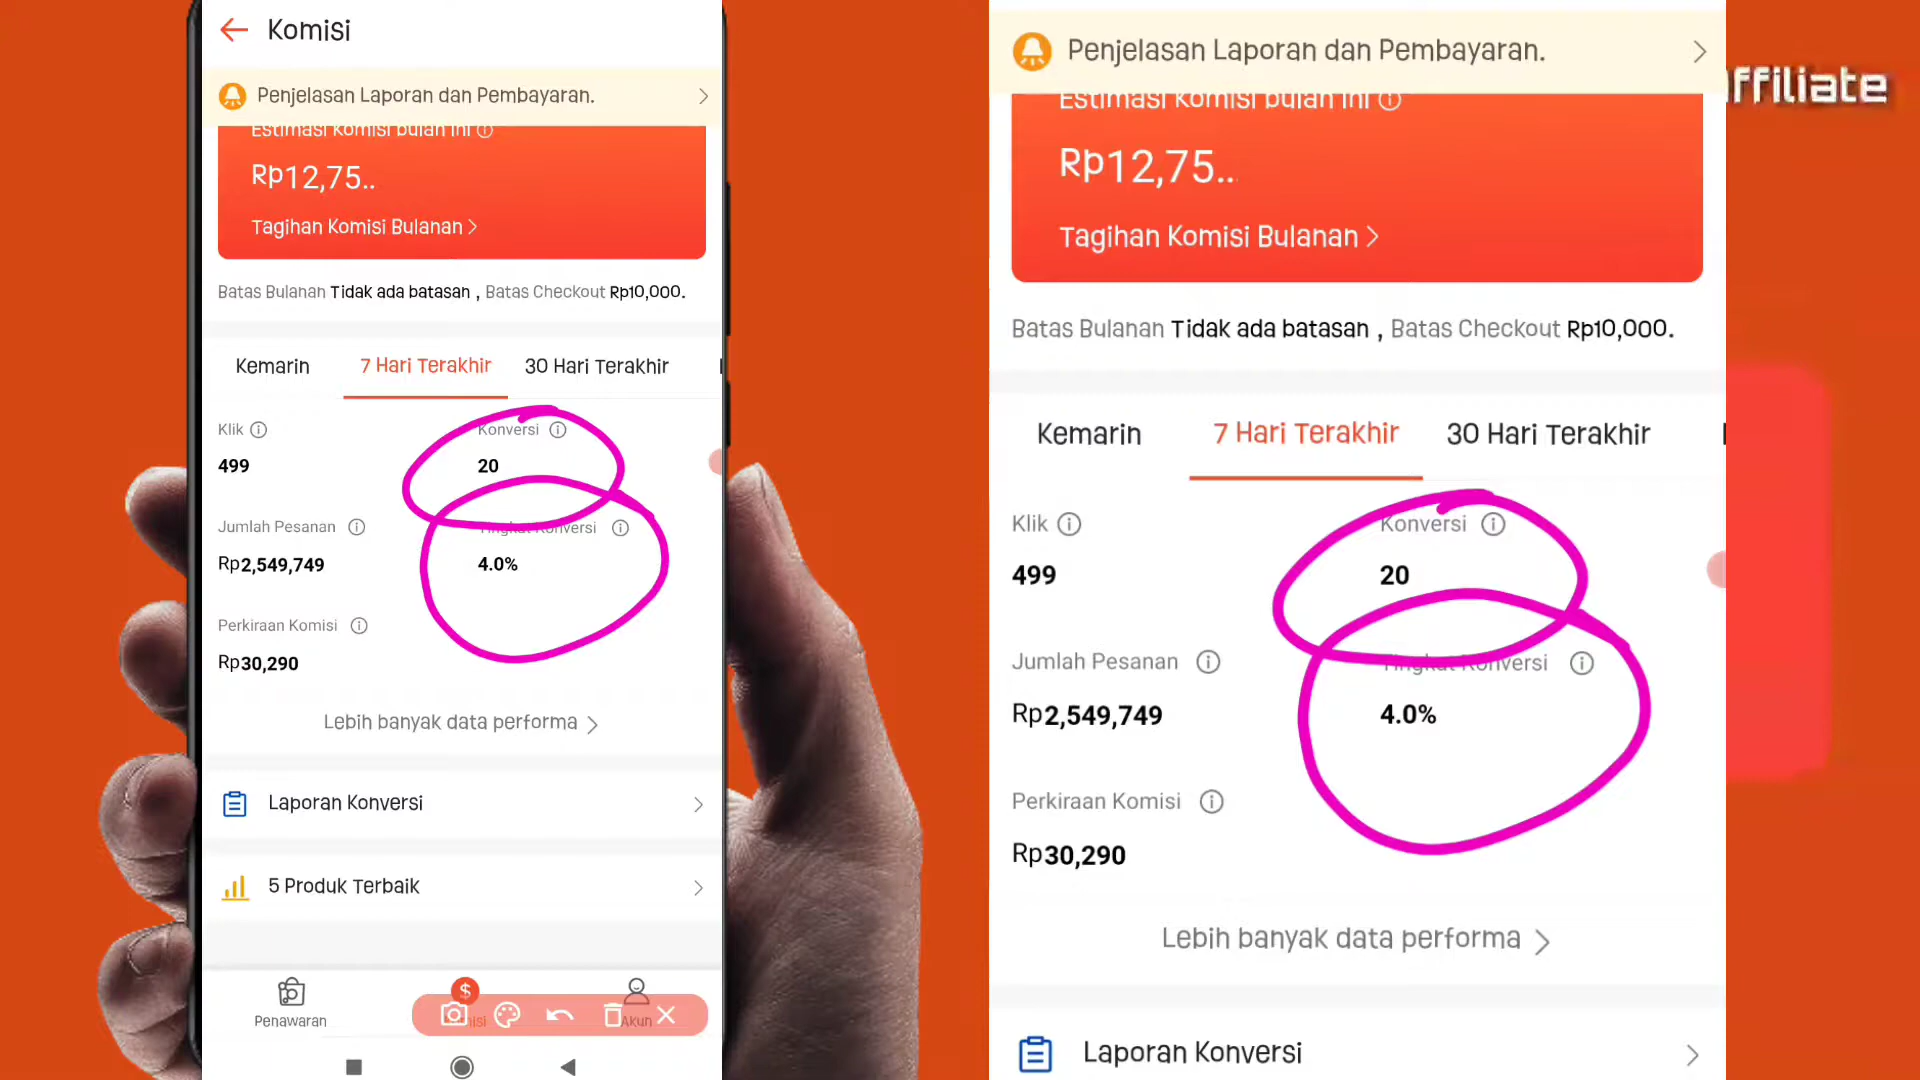 Komisi
Penjelasan Laporan dan Pembayaran.
Estimasi Komisi bulan ini
Rp12,75..
Tagihan Komisi Bulanan >
Batas Bulanan Tidak ada batasan , Batas Checkout Rp10,000.
Kemarin 7 Hari Terakhir 30 Hari Terakhir
Klik Konversi
499 20
Jumlah Pesanan Tingkat Konversi
Rp2,549,749 4.0%
Perkiraan Komisi
Rp30,290
Lebih banyak data performa >
Laporan Konversi
5 Produk Terbaik
Penawaran Akun
Penjelasan Laporan dan Pembayaran.
Estimasi Komisi bulan ini
Rp12,75..
Tagihan Komisi Bulanan >
Batas Bulanan Tidak ada batasan , Batas Checkout Rp10,000.
Kemarin 7 Hari Terakhir 30 Hari Terakhir
Klik Konversi
499 20
Jumlah Pesanan Tingkat Konversi
Rp2,549,749 4.0%
Perkiraan Komisi
Rp30,290
Lebih banyak data performa >
Laporan Konversi
ffiliate